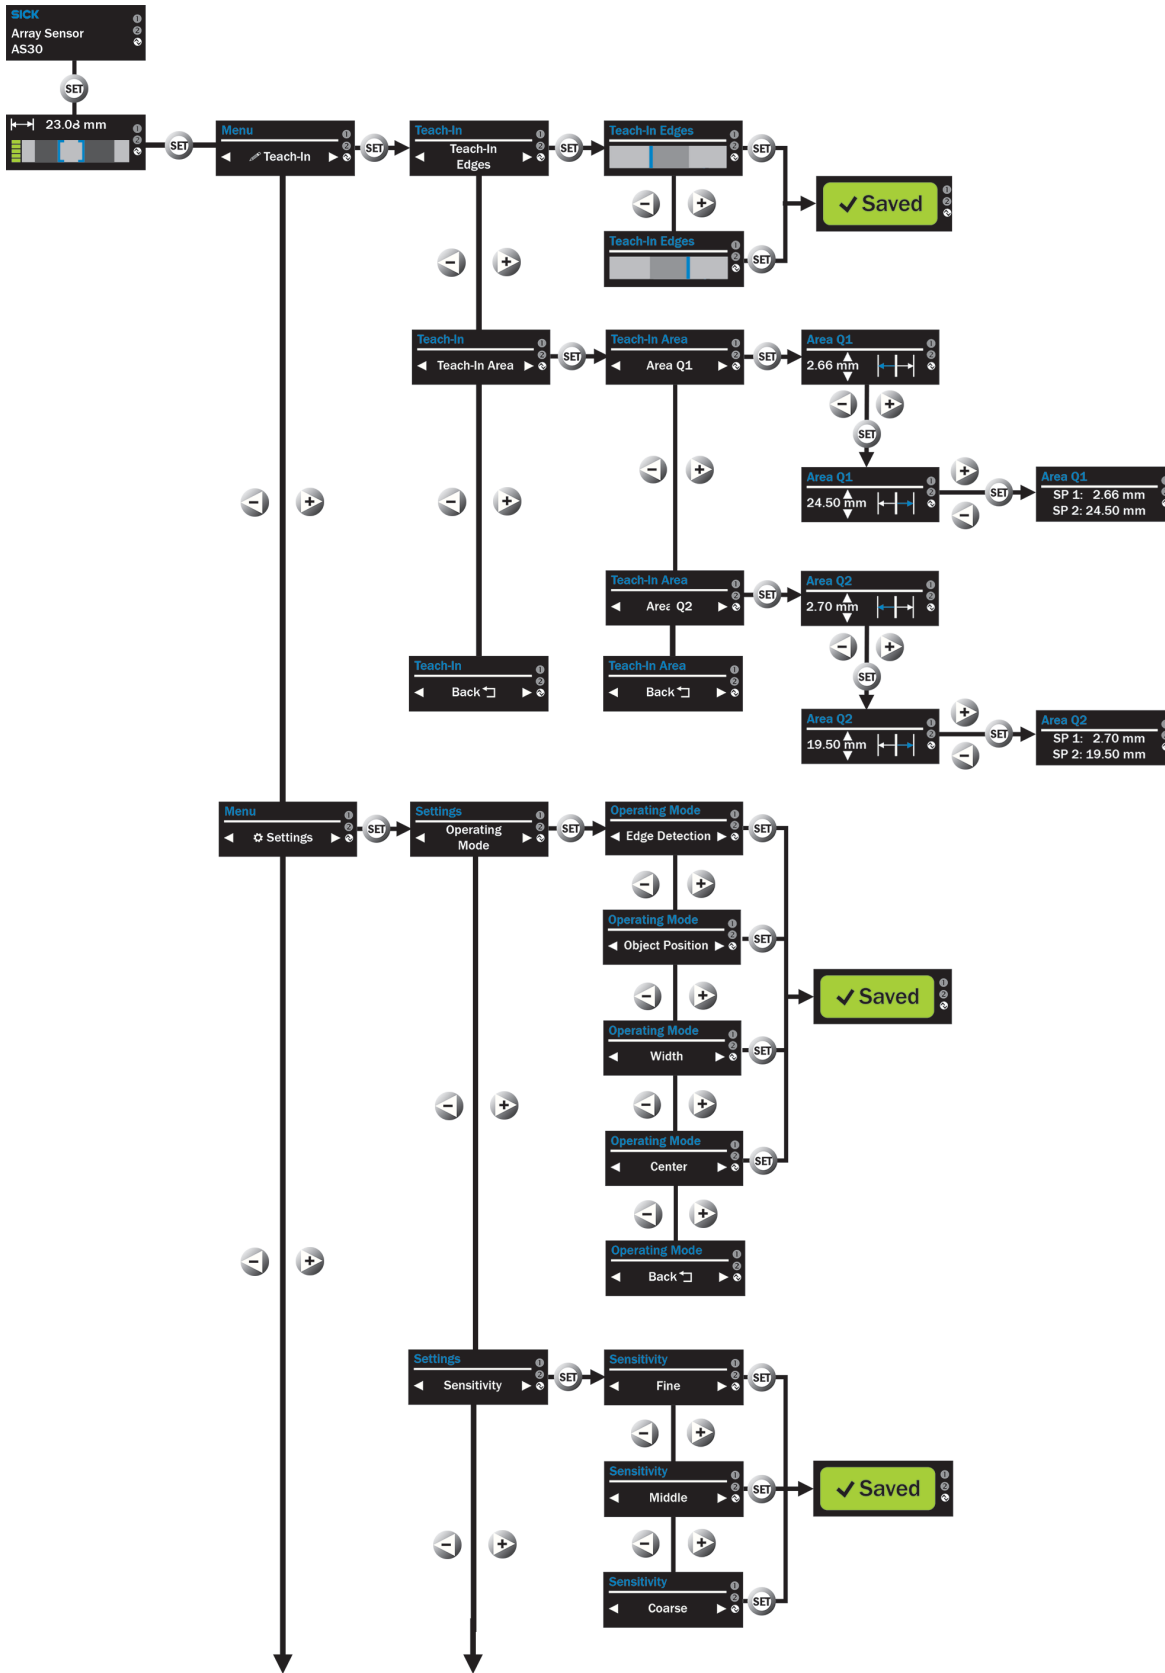 SICK
Array Sensor
AS30
SET
23.08 mm
SET
Menu
Teach-In
SET
Teach-In
Teach-In
Edges
SET
Teach-In Edges
SET
Teach-In Edges
SET
Saved
Teach-In
Teach-In Area
SET
Teach-In Area
Area Q1
SET
Area Q1
2.66 mm
SET
Area Q1
24.50 mm
SET
Area Q1
SP 1: 2.66 mm
SP 2: 24.50 mm
Teach-In Area
Area Q2
SET
Area Q2
2.70 mm
SET
Area Q2
19.50 mm
SET
Area Q2
SP 1: 2.70 mm
SP 2: 19.50 mm
Teach-In
Back
Teach-In Area
Back
Menu
Settings
SET
Settings
Operating
Mode
SET
Operating Mode
Edge Detection
SET
Operating Mode
Object Position
SET
Operating Mode
Width
SET
Operating Mode
Center
SET
Saved
Operating Mode
Back
Settings
Sensitivity
SET
Sensitivity
Fine
SET
Sensitivity
Middle
SET
Sensitivity
Coarse
SET
Saved